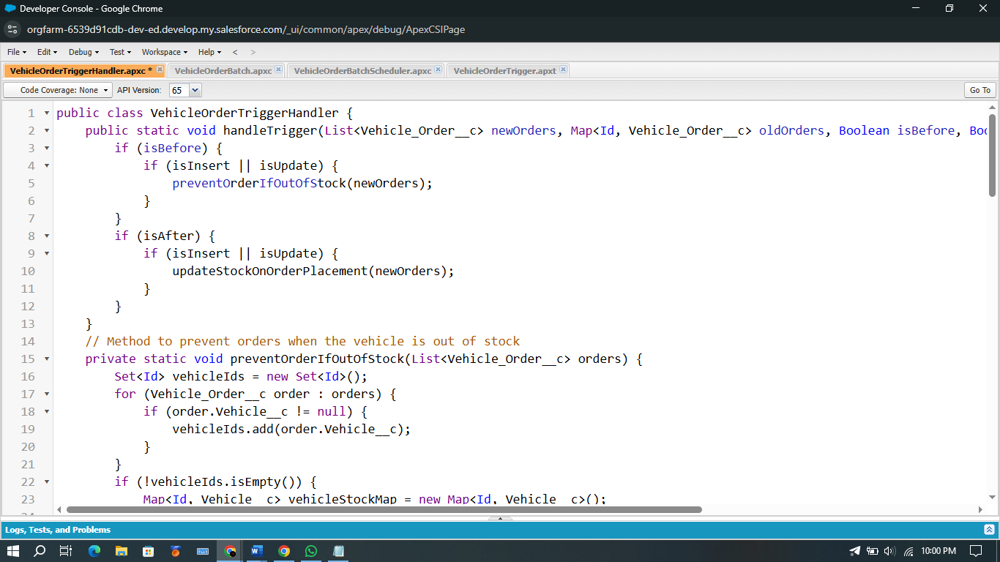 Developer Console - Google Chrome
orgfarm-6539d91cdb-dev-ed.develop.my.salesforce.com/_ui/common/apex/debug/ApexCSIPage
File Edit Debug Test Workspace Help < >
VehicleOrderTriggerHandler.apxc * VehicleOrderBatch.apxc VehicleOrderBatchScheduler.apxc VehicleOrderTrigger.apxt
Code Coverage: None API Version: 65 Go To
1 public class VehicleOrderTriggerHandler {
2 public static void handleTrigger(List<Vehicle_Order__c> newOrders, Map<Id, Vehicle_Order__c> oldOrders, Boolean isBefore, Boo
3 if (isBefore) {
4 if (isInsert || isUpdate) {
5 preventOrderIfOutOfStock(newOrders);
6 }
7 }
8 if (isAfter) {
9 if (isInsert || isUpdate) {
10 updateStockOnOrderPlacement(newOrders);
11 }
12 }
13 }
14 // Method to prevent orders when the vehicle is out of stock
15 private static void preventOrderIfOutOfStock(List<Vehicle_Order__c> orders) {
16 Set<Id> vehicleIds = new Set<Id>();
17 for (Vehicle_Order__c order : orders) {
18 if (order.Vehicle__c != null) {
19 vehicleIds.add(order.Vehicle__c);
20 }
21 }
22 if (!vehicleIds.isEmpty()) {
23 Map<Id, Vehicle__c> vehicleStockMap = new Map<Id, Vehicle__c>();
Logs, Tests, and Problems
10:00 PM